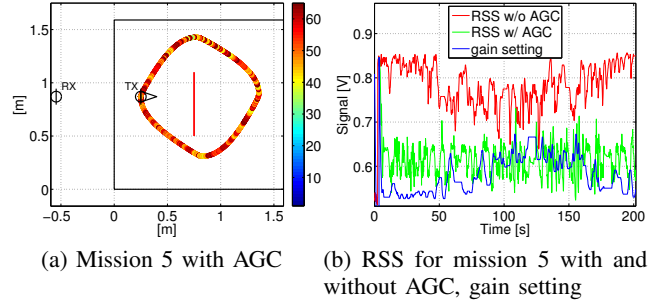 1.5
1
0.5
0
[m]
RX
TX
−0.5
0
0.5
1
1.5
[m]
60
50
40
30
20
10
(a) Mission 5 with AGC
0.9
0.8
0.7
0.6
Signal [V]
RSS w/o AGC
RSS w/ AGC
gain setting
0
50
100
150
200
Time [s]
(b) RSS for mission 5 with and
without AGC, gain setting